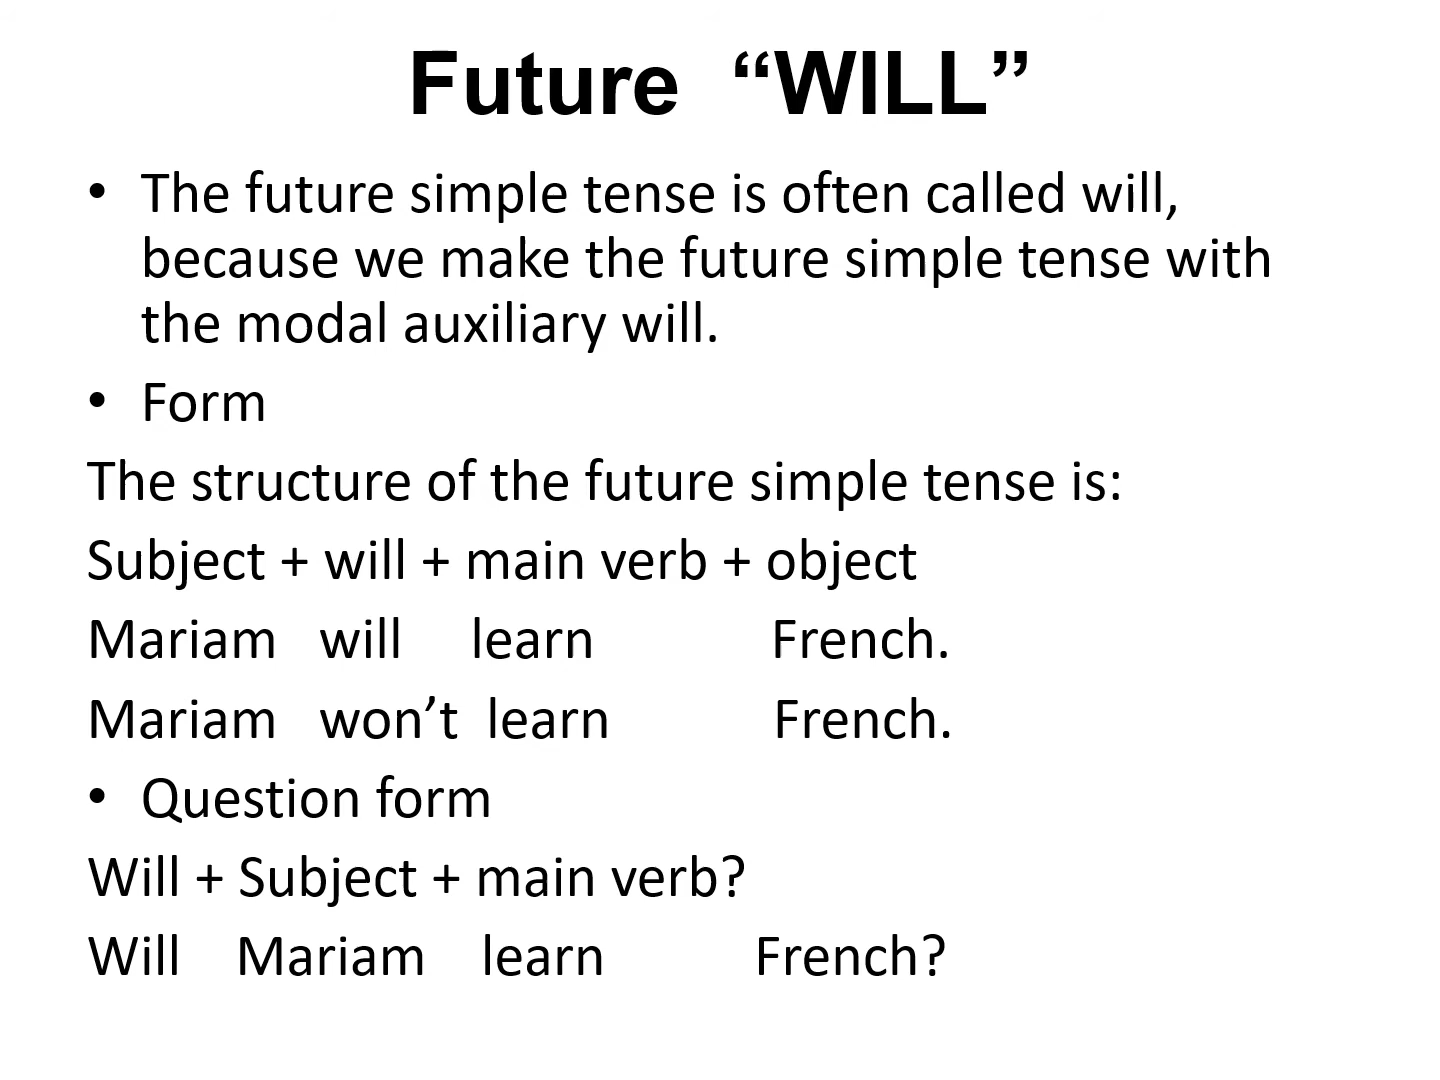 Future “WILL”
• The future simple tense is often called will,
because we make the future simple tense with
the modal auxiliary will.
• Form
The structure of the future simple tense is:
Subject + will + main verb + object
Mariam will learn French.
Mariam won’t learn French.
• Question form
Will + Subject + main verb?
Will Mariam learn French?